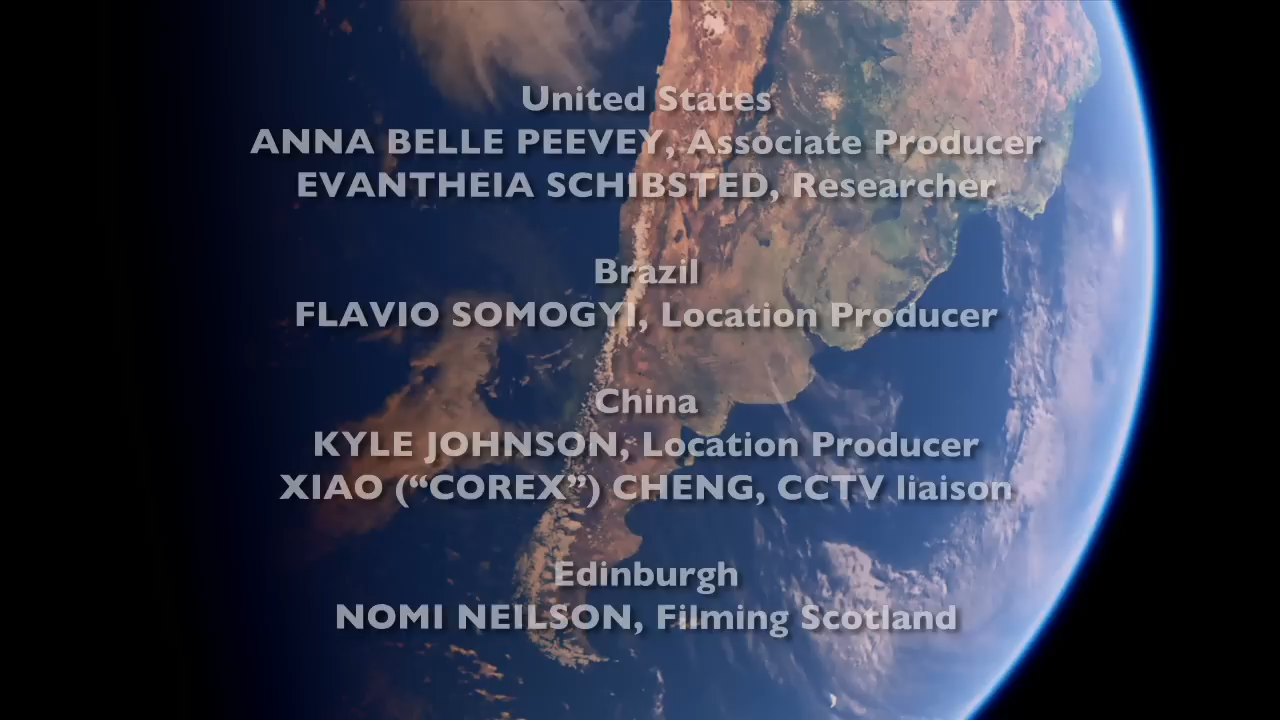 United States
ANNA BELLE PEEVEY, Associate Producer
EVANTHEIA SCHIBSTED, Researcher
Brazil
FLAVIO SOMOGYI, Location Producer
China
KYLE JOHNSON, Location Producer
XIAO (“COREX”) CHENG, CCTV liaison
Edinburgh
NOMI NEILSON, Filming Scotland